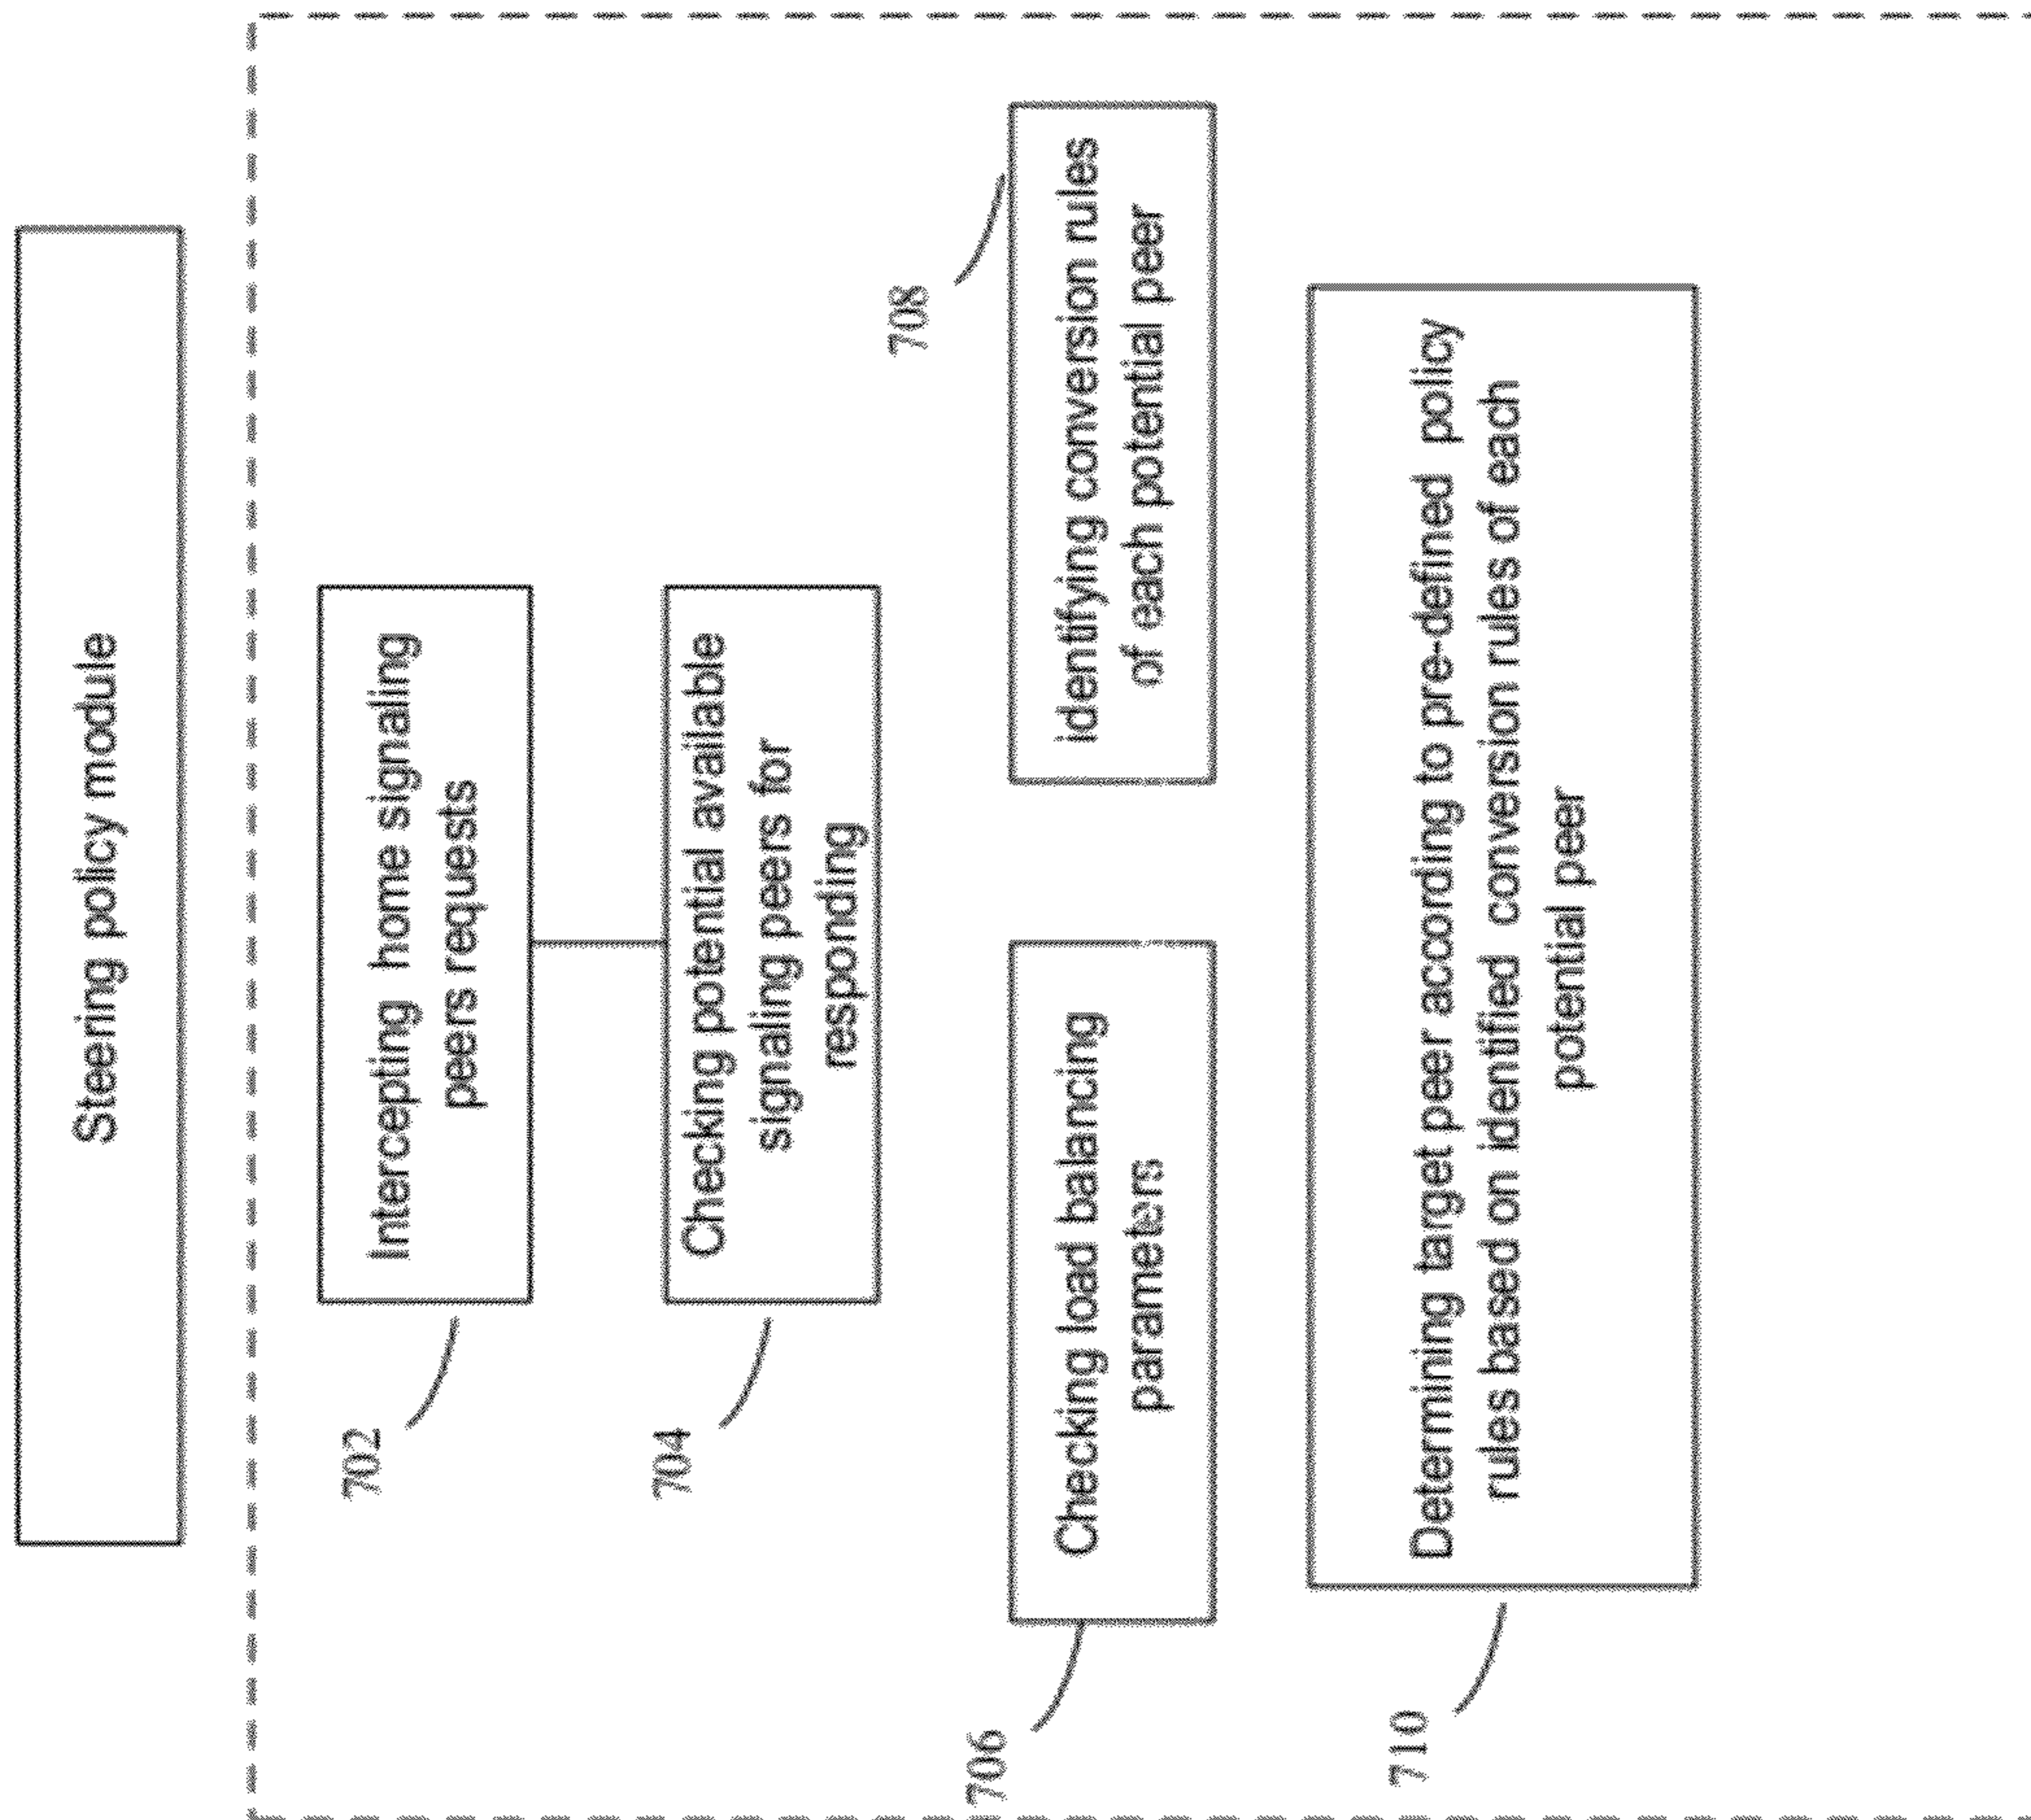 Steering policy module
702
Intercepting home signaling
peers requests
704
Checking potential available
signaling peers for
responding
706
Checking load balancing
parameters
708
identifying conversion rules
of each potential peer
710
Determining target peer according to pre-defined policy
rules based on identified conversion rules of each
potential peer